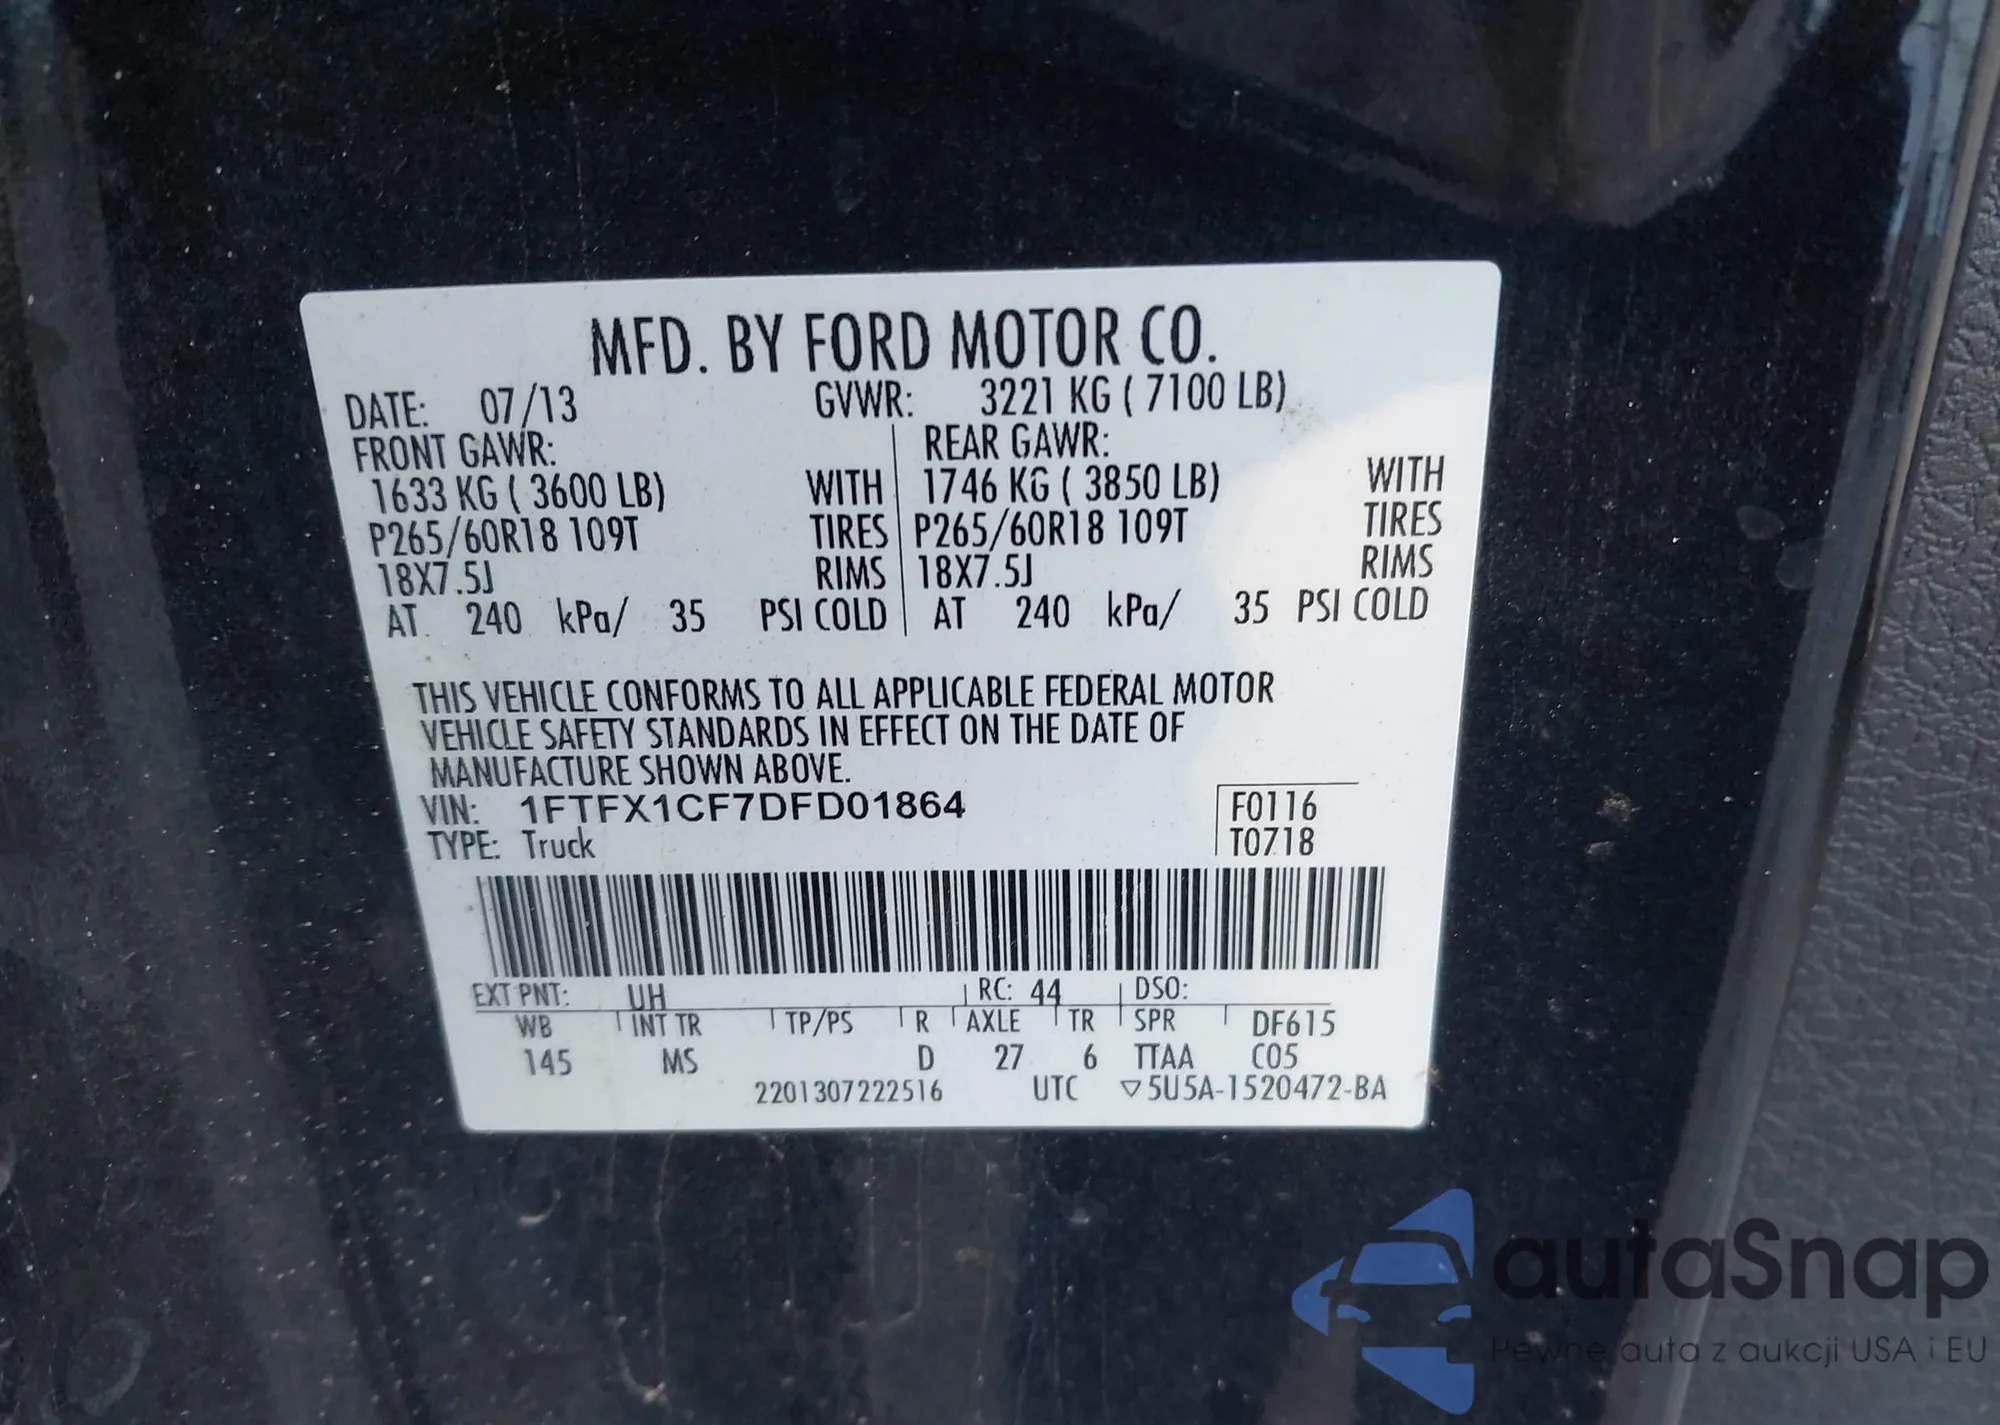 MFD. BY FORD MOTOR CO.
DATE: 07/13 GVWR: 3221 KG ( 7100 LB)
FRONT GAWR: REAR GAWR:
1633 KG ( 3600 LB) WITH 1746 KG ( 3850 LB) WITH
P265/60R18 109T TIRES P265/60R18 109T TIRES
18X7.5J RIMS 18X7.5J RIMS
AT 240 kPa/ 35 PSI COLD AT 240 kPa/ 35 PSI COLD
THIS VEHICLE CONFORMS TO ALL APPLICABLE FEDERAL MOTOR
VEHICLE SAFETY STANDARDS IN EFFECT ON THE DATE OF
MANUFACTURE SHOWN ABOVE.
VIN: 1FTFX1CF7DFD01864 F0116
TYPE: Truck T0718
EXT PNT: UH RC: 44 DSO:
WB INT TR TP/PS R AXLE TR SPR DF615
145 MS D 27 6 TTAA C05
2201307222516 UTC ▽5U5A-1520472-BA
autaSnap
Pewne auta z aukcji USA i EU